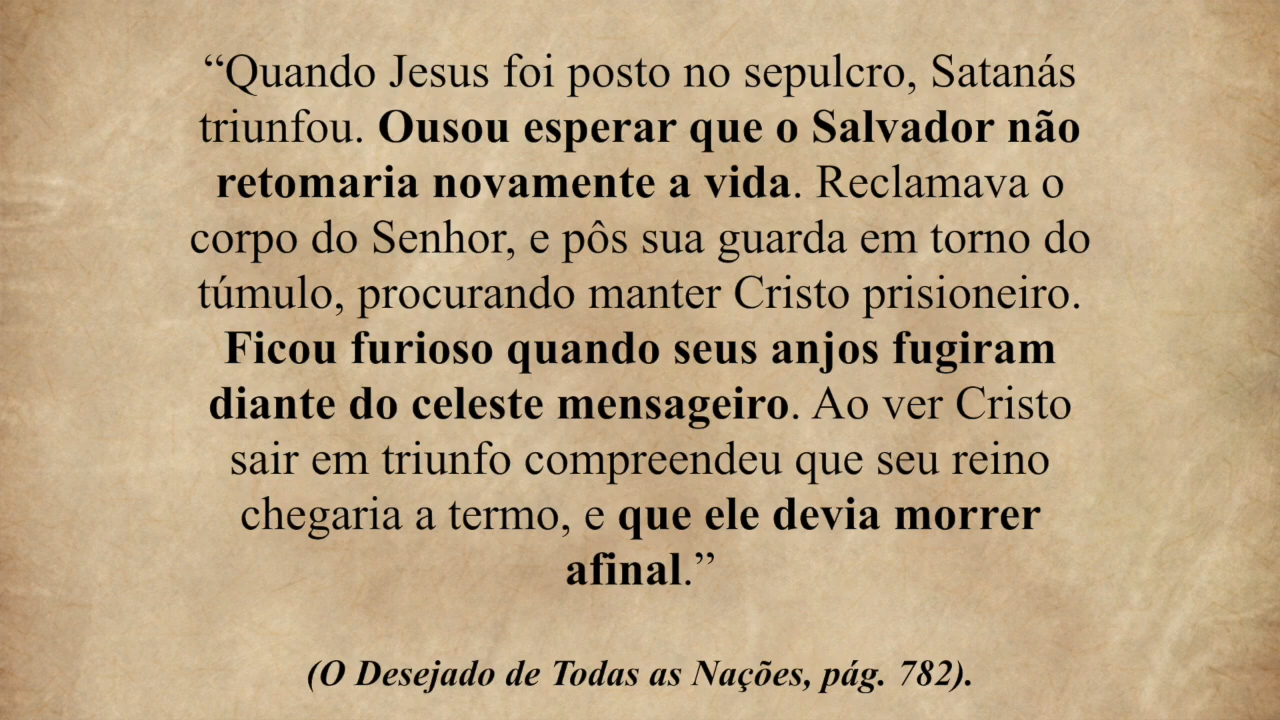 “Quando Jesus foi posto no sepulcro, Satanás
triunfou. Ousou esperar que o Salvador não
retomaria novamente a vida. Reclamava o
corpo do Senhor, e pôs sua guarda em torno do
túmulo, procurando manter Cristo prisioneiro.
Ficou furioso quando seus anjos fugiram
diante do celeste mensageiro. Ao ver Cristo
sair em triunfo compreendeu que seu reino
chegaria a termo, e que ele devia morrer
afinal.”
(O Desejado de Todas as Nações, pág. 782).